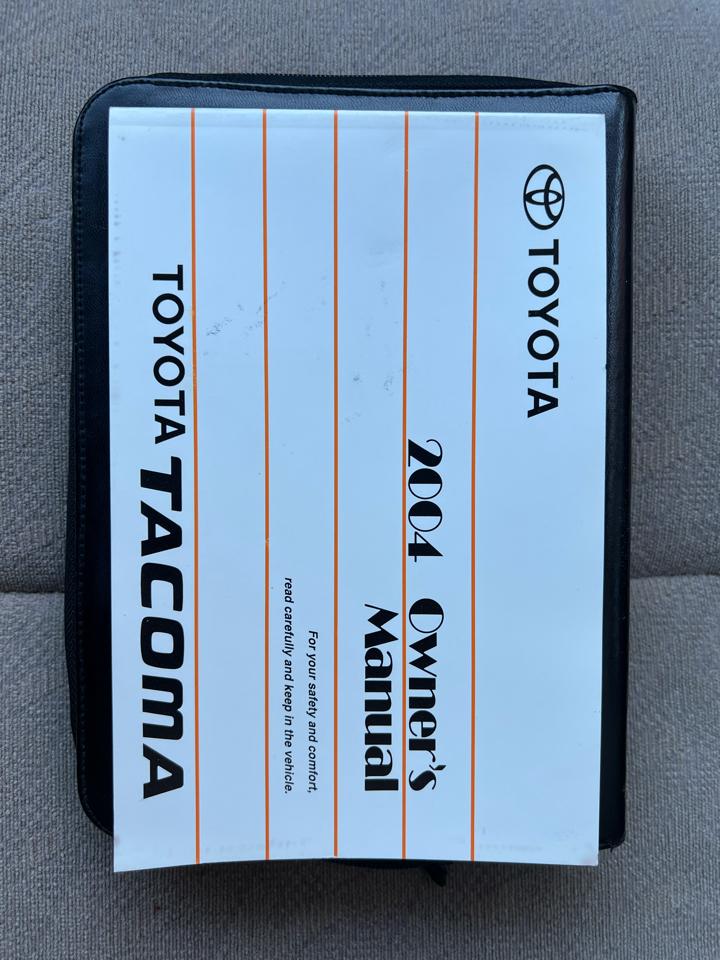 TOYOTA
2004 Owner's
Manual
For your safety and comfort,
read carefully and keep in the vehicle.
TOYOTA TACOMA